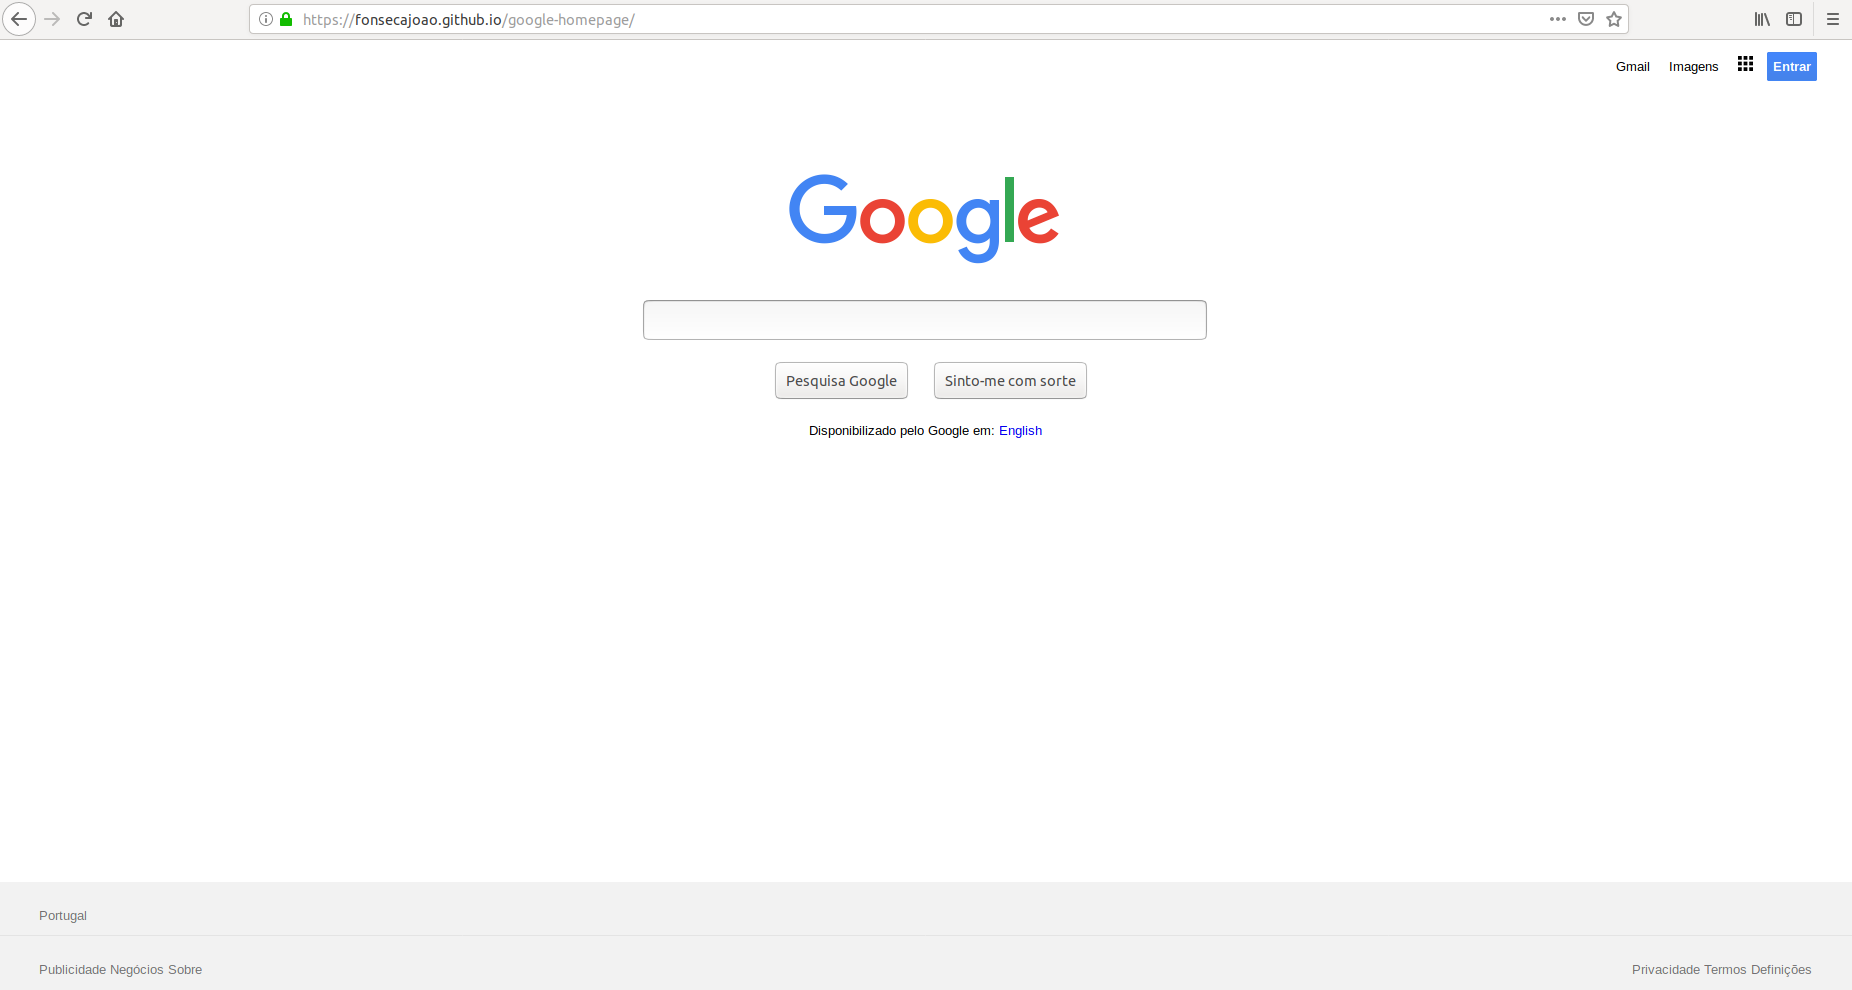 https://fonsecajoao.github.io/google-homepage/
Gmail Imagens Entrar
Google
Pesquisa Google Sinto-me com sorte
Disponibilizado pelo Google em: English
Portugal
Publicidade Negócios Sobre Privacidade Termos Definições